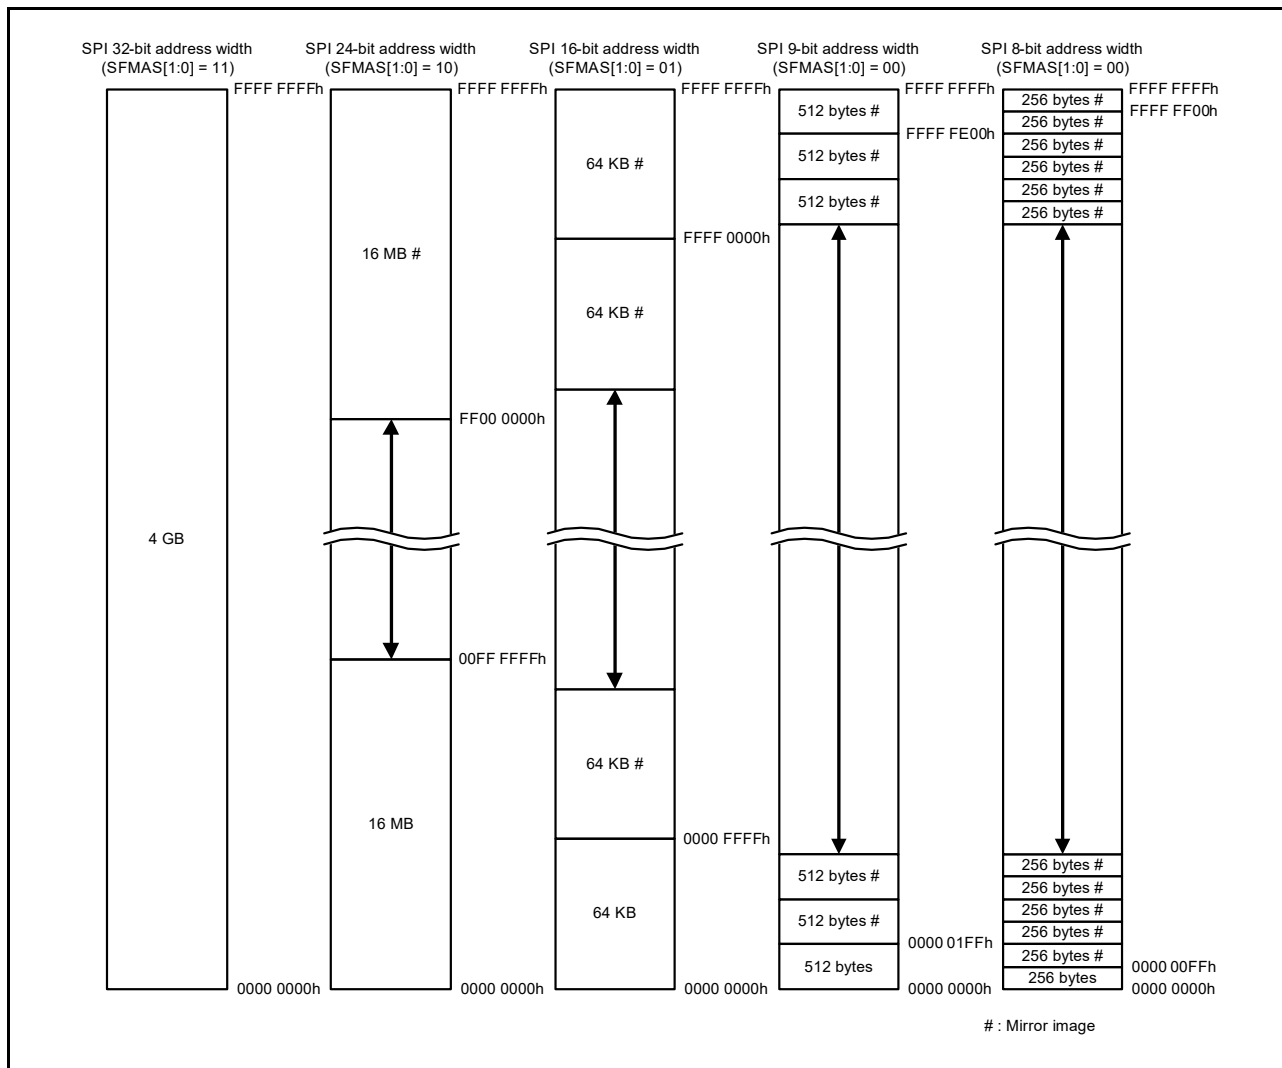 SPI 32-bit address width
(SFMAS[1:0] = 11)
FFFF FFFFh
4 GB
0000 0000h
SPI 24-bit address width
(SFMAS[1:0] = 10)
FFFF FFFFh
16 MB #
FF00 0000h
00FF FFFFh
16 MB
0000 0000h
SPI 16-bit address width
(SFMAS[1:0] = 01)
FFFF FFFFh
64 KB #
FFFF 0000h
64 KB #
64 KB #
0000 FFFFh
64 KB
0000 0000h
SPI 9-bit address width
(SFMAS[1:0] = 00)
FFFF FFFFh
512 bytes #
FFFF FE00h
512 bytes #
512 bytes #
512 bytes #
512 bytes #
0000 01FFh
512 bytes
0000 0000h
SPI 8-bit address width
(SFMAS[1:0] = 00)
FFFF FFFFh
256 bytes #
FFFF FF00h
256 bytes #
256 bytes #
256 bytes #
256 bytes #
256 bytes #
256 bytes #
256 bytes #
256 bytes #
256 bytes #
256 bytes #
0000 00FFh
256 bytes
0000 0000h
# : Mirror image